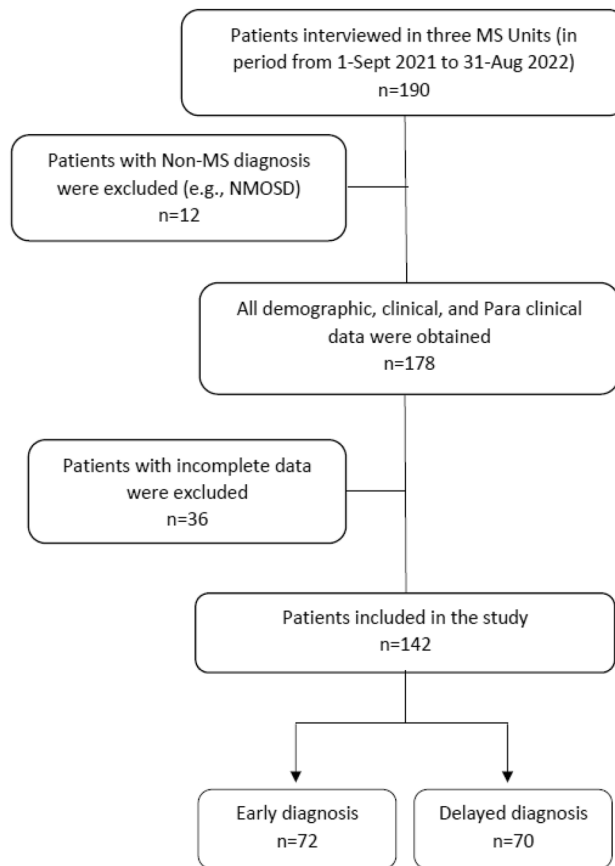 Patients interviewed in three MS Units (in
period from 1-Sept 2021 to 31-Aug 2022)
n=190
Patients with Non-MS diagnosis
were excluded (e.g., NMOSD)
n=12
All demographic, clinical, and Para clinical
data were obtained
n=178
Patients with incomplete data
were excluded
n=36
Patients included in the study
n=142
Early diagnosis
n=72
Delayed diagnosis
n=70